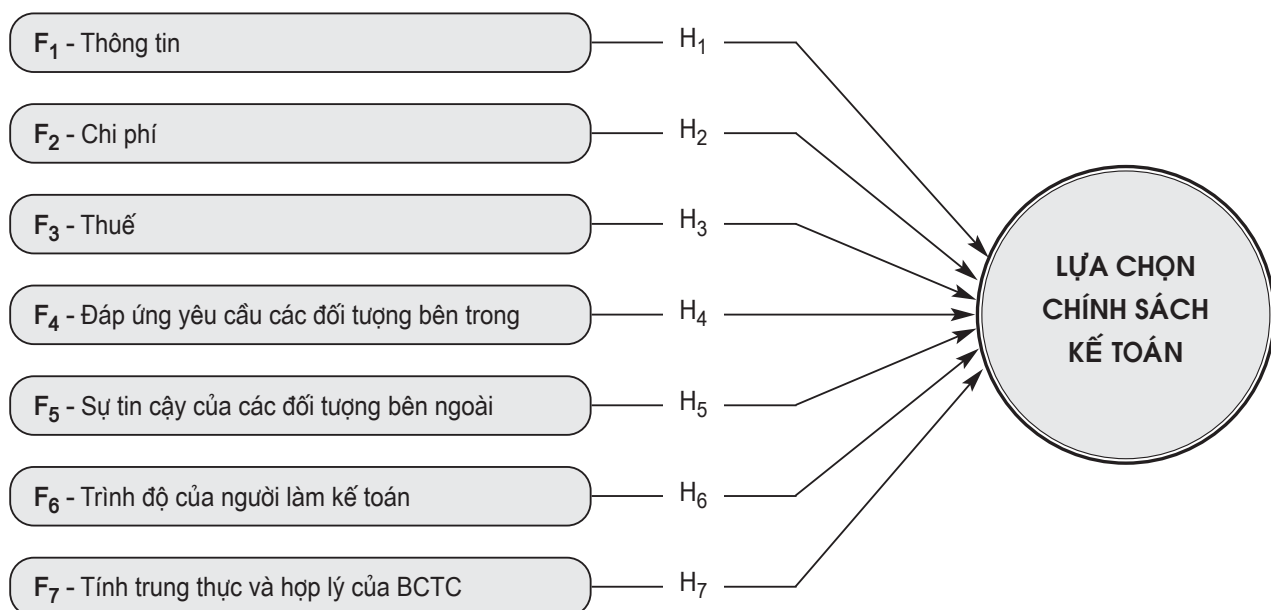 F1 - Thông tin
H1
F2 - Chi phí
H2
F3 - Thuế
H3
F4 - Đáp ứng yêu cầu các đối tượng bên trong
H4
F5 - Sự tin cậy của các đối tượng bên ngoài
H5
F6 - Trình độ của người làm kế toán
H6
F7 - Tính trung thực và hợp lý của BCTC
H7
LỰA CHỌN
CHÍNH SÁCH
KẾ TOÁN